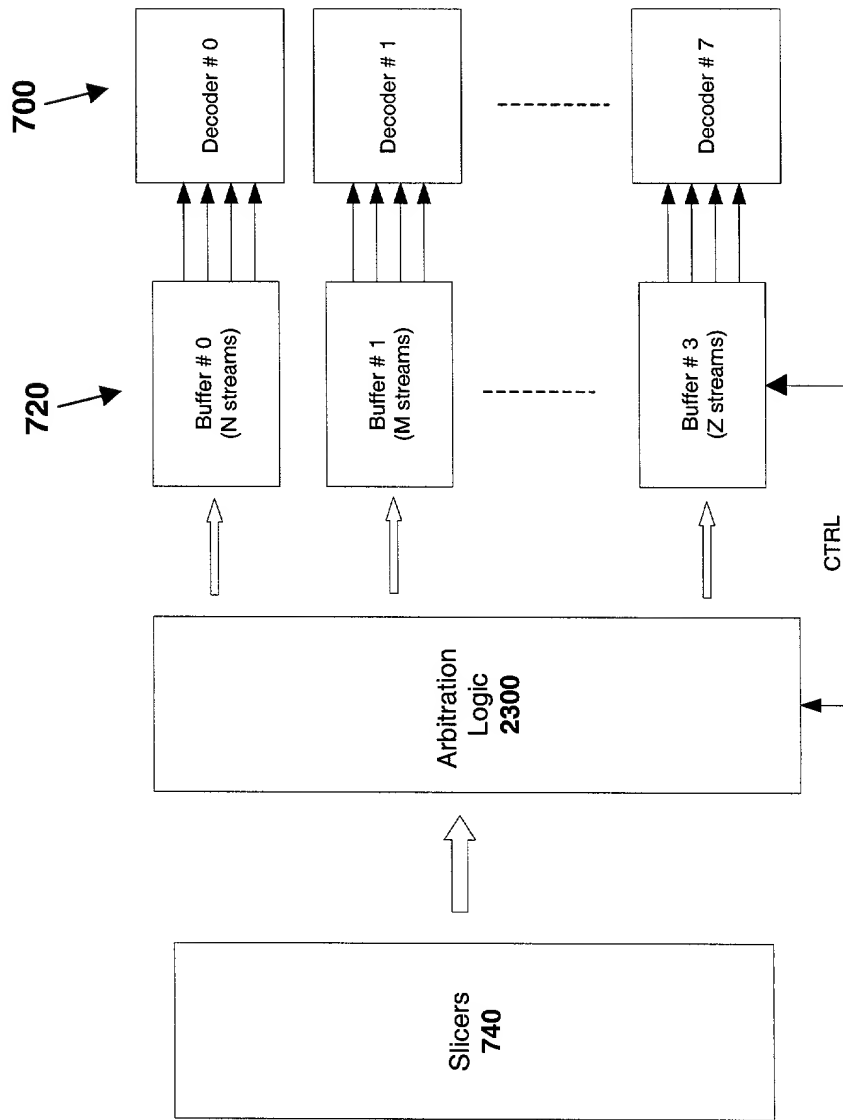 700
720
Decoder # 0
Decoder # 1
Decoder # 7
Buffer # 0
(N streams)
Buffer # 1
(M streams)
Buffer # 3
(Z streams)
CTRL
Arbitration
Logic
2300
Slicers
740